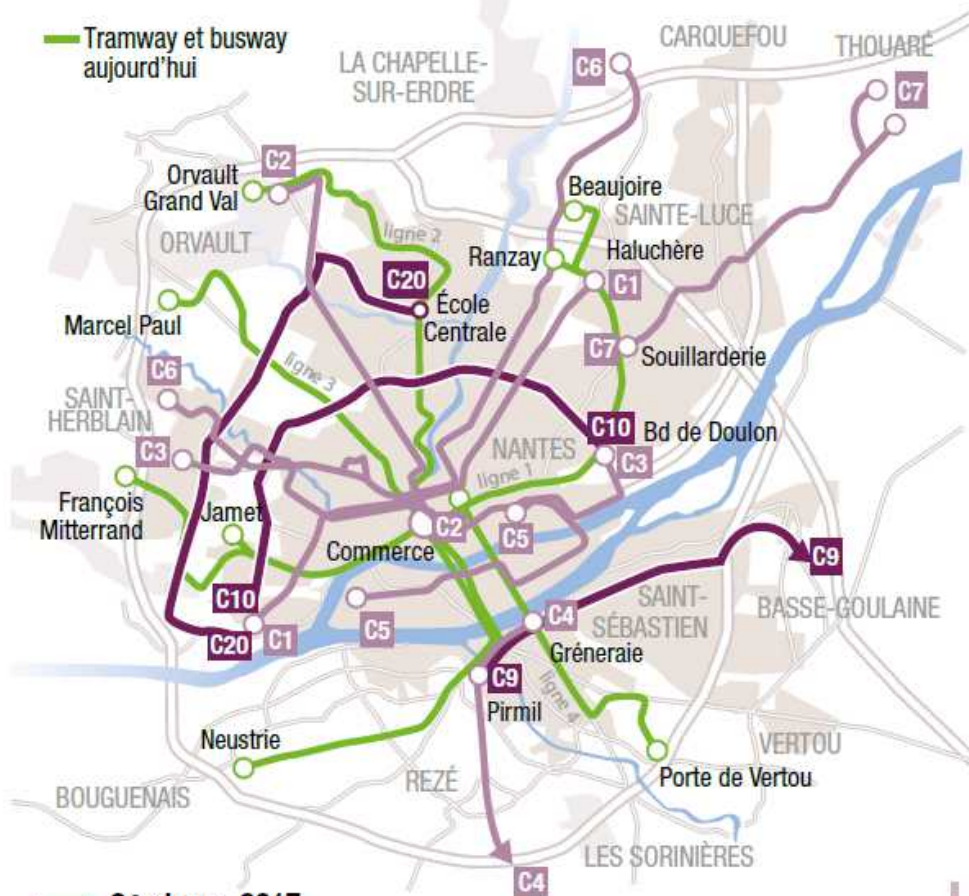 Tramway et busway
aujourd'hui
LA CHAPELLE-
SUR-ERDRE
CARQUEFOU
THOUARÉ
C6
C7
C2
Orvault
Grand Val
ORVAULT
ligne 2
Beaujoire
SAINTE-LUCE
Ranzay
Haluchère
C1
C20
École
Centrale
Marcel Paul
ligne 3
C7
Souillarderie
C6
SAINT-
HERBLAIN
C3
C10
Bd de Doulon
C3
NANTES
ligne 1
François
Mitterrand
Jamet
C2
C5
Commerce
C9
C10
C5
C4
SAINT-
SÉBASTIEN
BASSE-GOULAINE
C20
C1
Gréneraie
C9
Pirmil
ligne 4
Neustrie
VERTOU
Porte de Vertou
REZÉ
BOUGUENAIS
LES SORINIÈRES
C4